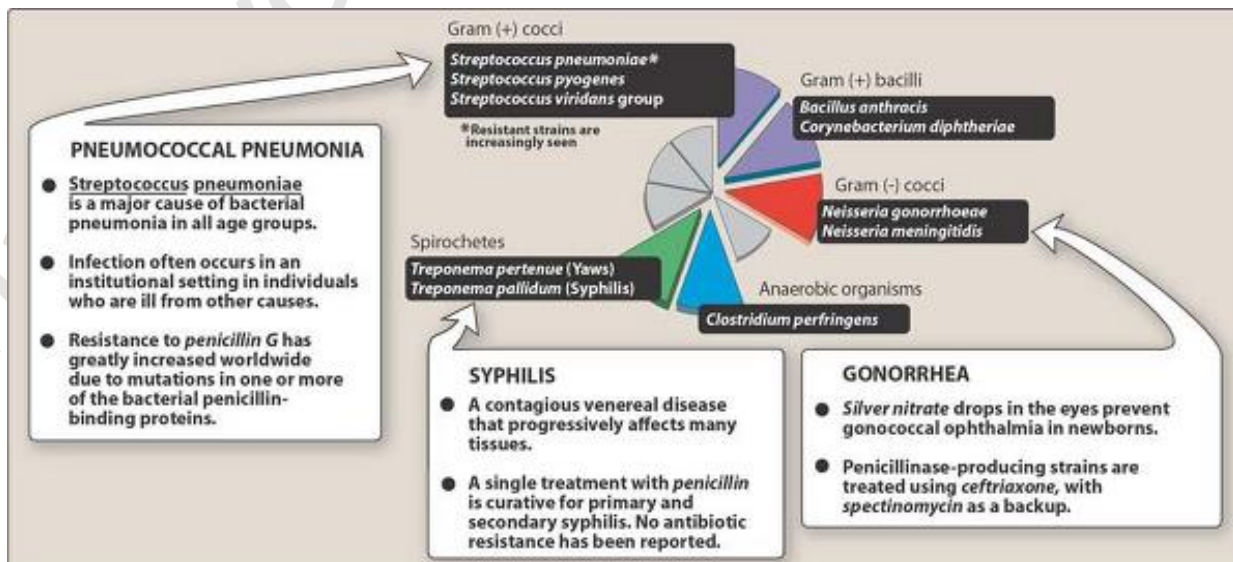 Gram (+) cocci
Streptococcus pneumoniae*
Streptococcus pyogenes
Streptococcus viridans group
*Resistant strains are
increasingly seen
Gram (+) bacilli
Bacillus anthracis
Corynebacterium diphtheriae
Gram (-) cocci
Neisseria gonorrhoeae
Neisseria meningitidis
Anaerobic organisms
Clostridium perfringens
Spirochetes
Treponema pertenue (Yaws)
Treponema pallidum (Syphilis)
PNEUMOCOCCAL PNEUMONIA
● Streptococcus pneumoniae
is a major cause of bacterial
pneumonia in all age groups.
● Infection often occurs in an
institutional setting in individuals
who are ill from other causes.
● Resistance to penicillin G has
greatly increased worldwide
due to mutations in one or more
of the bacterial penicillin-
binding proteins.
SYPHILIS
● A contagious venereal disease
that progressively affects many
tissues.
● A single treatment with penicillin
is curative for primary and
secondary syphilis. No antibiotic
resistance has been reported.
GONORRHEA
● Silver nitrate drops in the eyes prevent
gonococcal ophthalmia in newborns.
● Penicillinase-producing strains are
treated using ceftriaxone, with
spectinomycin as a backup.